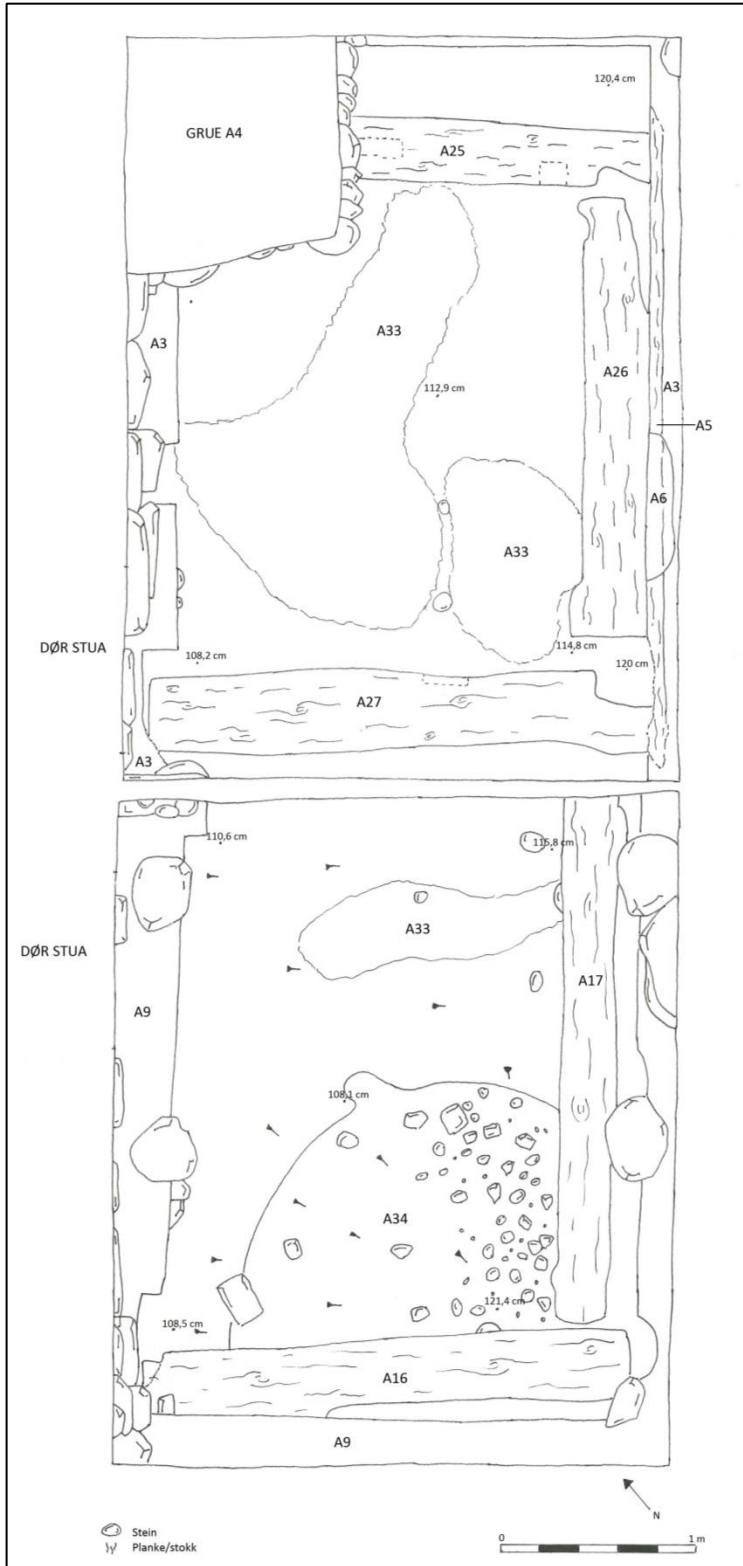 120,4 cm
GRUE A4
A25
A33
A3
A26
A3
112,9 cm
A5
A6
A33
DØR STUA
108,2 cm
114,8 cm
120 cm
A27
A3
110,6 cm
115,8 cm
A33
DØR STUA
A17
A9
108,1 cm
A34
121,4 cm
108,5 cm
A16
A9
N
Stein
Planke/stokk
0
1 m